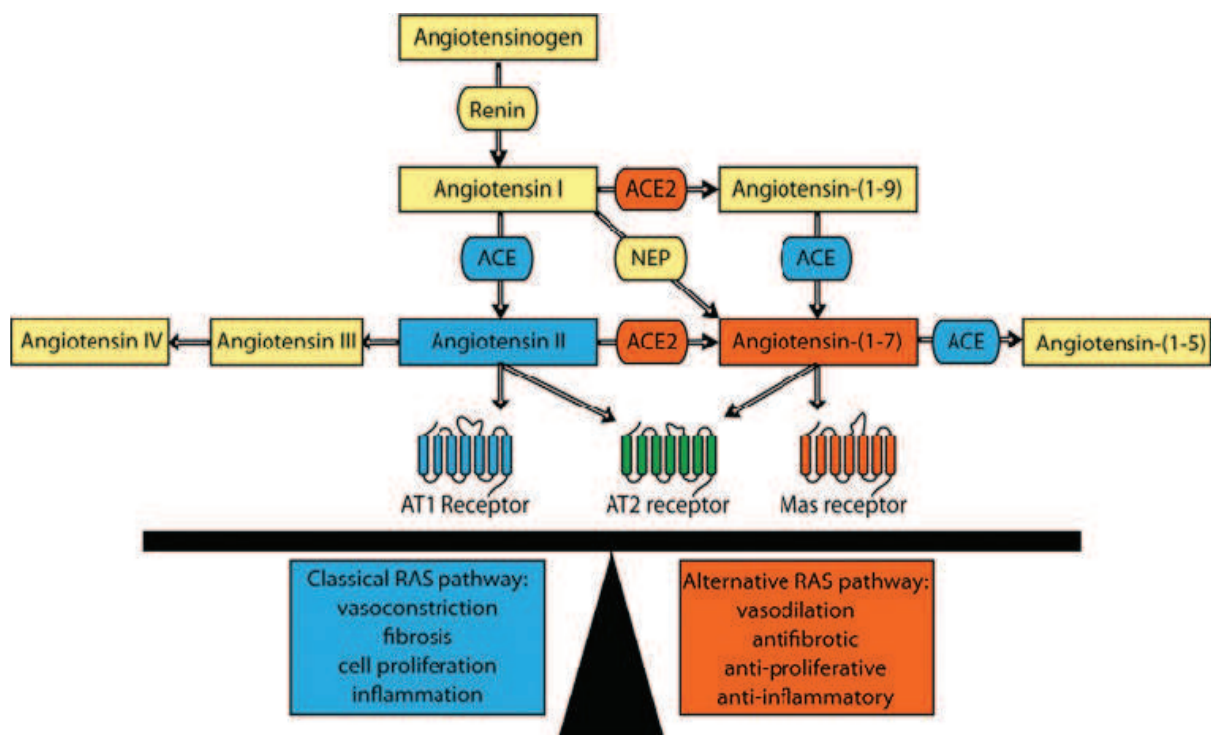 Angiotensinogen
Renin
Angiotensin I
ACE2
Angiotensin-(1-9)
ACE
NEP
ACE
Angiotensin IV
Angiotensin III
Angiotensin II
ACE2
Angiotensin-(1-7)
ACE
Angiotensin-(1-5)
AT1 Receptor
AT2 receptor
Mas receptor
Classical RAS pathway:
vasoconstriction
fibrosis
cell proliferation
inflammation
Alternative RAS pathway:
vasodilation
antifibrotic
anti-proliferative
anti-inflammatory